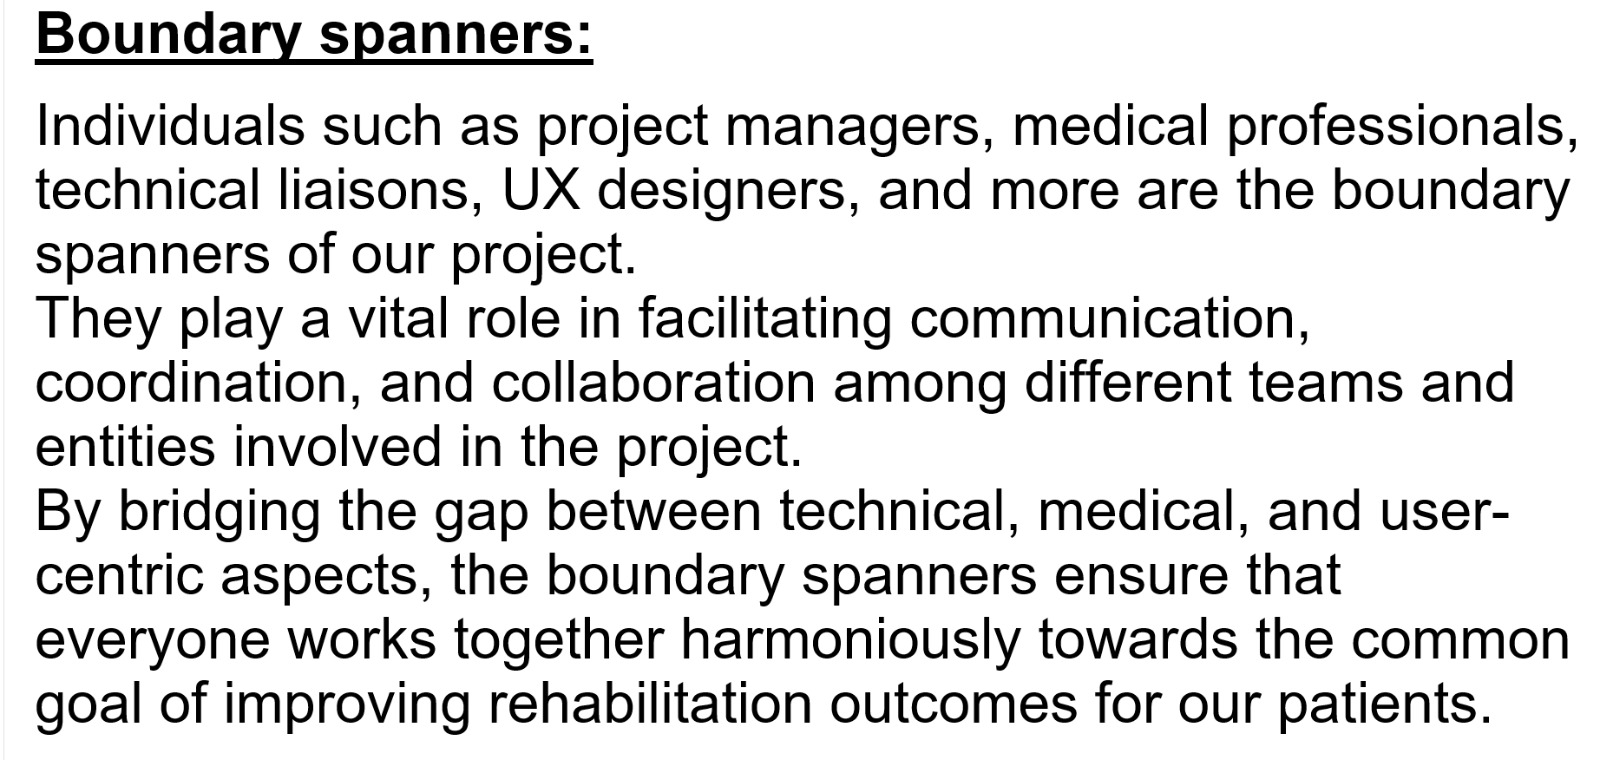 Boundary spanners:
Individuals such as project managers, medical professionals,
technical liaisons, UX designers, and more are the boundary
spanners of our project.
They play a vital role in facilitating communication,
coordination, and collaboration among different teams and
entities involved in the project.
By bridging the gap between technical, medical, and user-
centric aspects, the boundary spanners ensure that
everyone works together harmoniously towards the common
goal of improving rehabilitation outcomes for our patients.